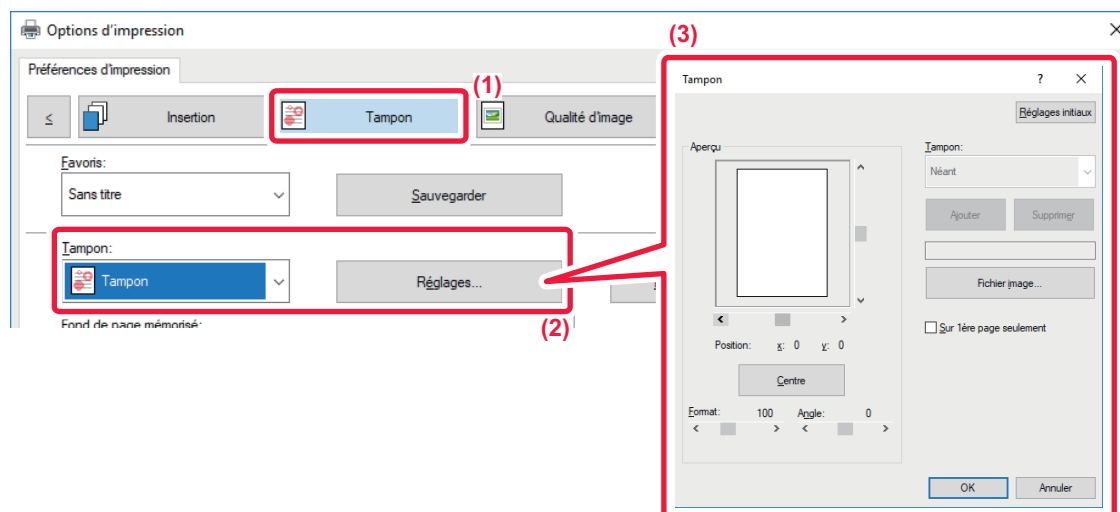 Options d'impression
Préférences d'impression
(1)
<
Insertion
Tampon
Qualité d'image
Favoris:
Sans titre
Sauvegarder
Tampon:
Tampon
Réglages...
(2)
Fond de page mémorisé:
(3)
Tampon
?
Réglages initiaux
Aperçu
Tampon:
Néant
Ajouter
Supprimer
Fichier image...
Sur 1ère page seulement
Position: x: 0 y: 0
Centre
Format: 100 Angle: 0
OK
Annuler